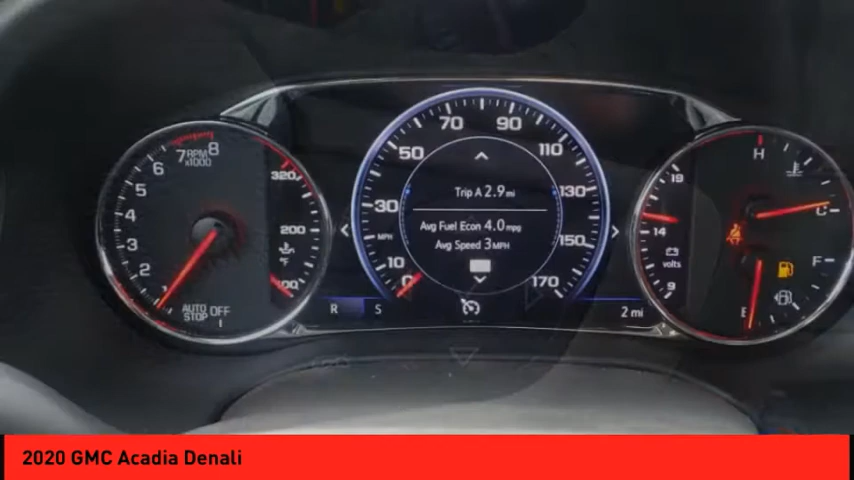 7 RPM 8
x1000
6
5
4
3
2
1
AUTO OFF
STOP
320
200
°F
100
70 90
50 110
30 130
MPH 150
10 170
0
Trip A 2.9 mi
Avg Fuel Econ 4.0 mpg
Avg Speed 3 MPH
R S
2 mi
19
14
volts
9
H
C
F
E
2020 GMC Acadia Denali